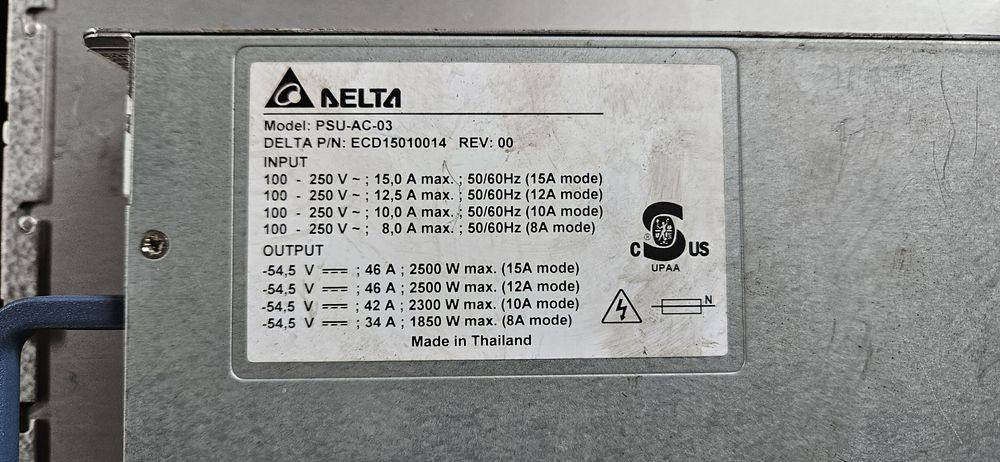 DELTA
Model: PSU-AC-03
DELTA P/N: ECD15010014 REV: 00
INPUT
100 - 250 V ~ ; 15,0 A max. ; 50/60Hz (15A mode)
100 - 250 V ~ ; 12,5 A max. ; 50/60Hz (12A mode)
100 - 250 V ~ ; 10,0 A max. ; 50/60Hz (10A mode)
100 - 250 V ~ ; 8,0 A max. ; 50/60Hz (8A mode)
OUTPUT
-54,5 V ⎓ ; 46 A ; 2500 W max. (15A mode)
-54,5 V ⎓ ; 46 A ; 2500 W max. (12A mode)
-54,5 V ⎓ ; 42 A ; 2300 W max. (10A mode)
-54,5 V ⎓ ; 34 A ; 1850 W max. (8A mode)
Made in Thailand
C S ® US
UPAA
N